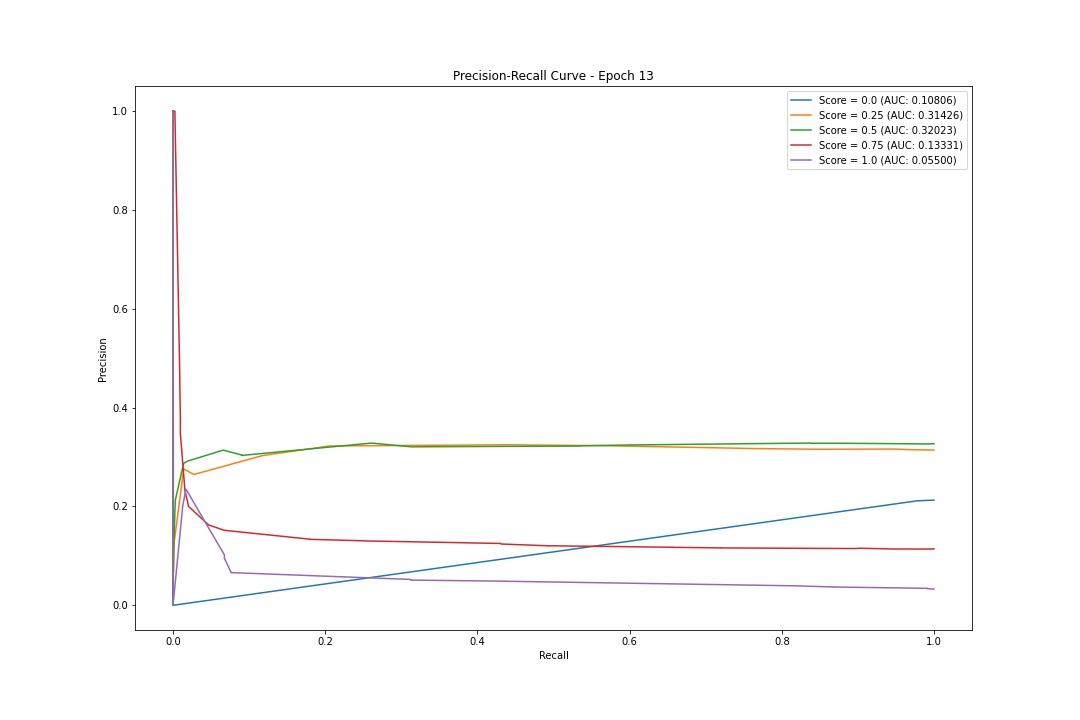 Precision-Recall Curve - Epoch 13
Score = 0.0 (AUC: 0.10806)
Score = 0.25 (AUC: 0.31426)
Score = 0.5 (AUC: 0.32023)
Score = 0.75 (AUC: 0.13331)
Score = 1.0 (AUC: 0.05500)
1.0
0.8
0.6
0.4
0.2
0.0
Precision
0.0 0.2 0.4 0.6 0.8 1.0
Recall